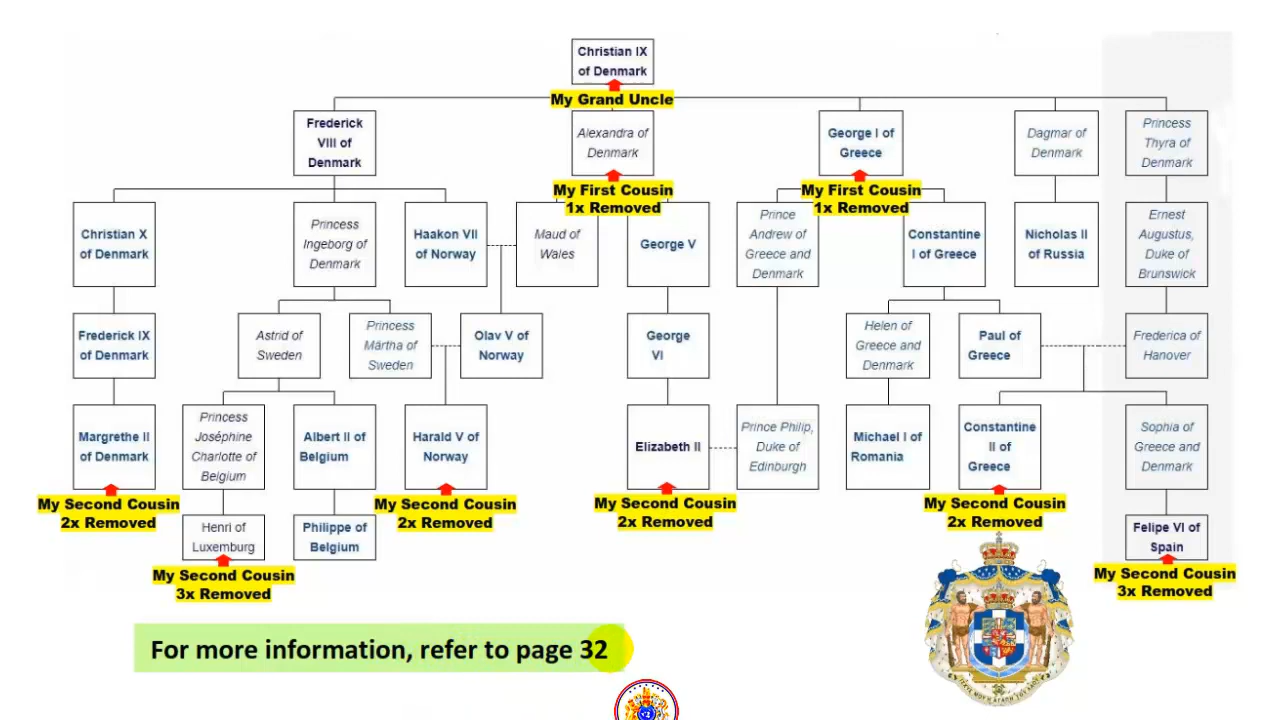 Christian IX
of Denmark
My Grand Uncle
Frederick
VIII of
Denmark
Alexandra of
Denmark
George I of
Greece
Dagmar of
Denmark
Princess
Thyra of
Denmark
My First Cousin
1x Removed
My First Cousin
1x Removed
Christian X
of Denmark
Princess
Ingeborg of
Denmark
Haakon VII
of Norway
Maud of
Wales
George V
Prince
Andrew of
Greece and
Denmark
Constantine
I of Greece
Nicholas II
of Russia
Ernest
Augustus,
Duke of
Brunswick
Frederick IX
of Denmark
Astrid of
Sweden
Princess
Märtha of
Sweden
Olav V of
Norway
George
VI
Helen of
Greece and
Denmark
Paul of
Greece
Frederica of
Hanover
Margrethe II
of Denmark
Princess
Joséphine
Charlotte of
Belgium
Albert II of
Belgium
Harald V of
Norway
Elizabeth II
Prince Philip,
Duke of
Edinburgh
Michael I of
Romania
Constantine
II of
Greece
Sophia of
Greece and
Denmark
My Second Cousin
2x Removed
My Second Cousin
2x Removed
My Second Cousin
2x Removed
My Second Cousin
2x Removed
Henri of
Luxemburg
Philippe of
Belgium
Felipe VI of
Spain
My Second Cousin
3x Removed
My Second Cousin
3x Removed
For more information, refer to page 32